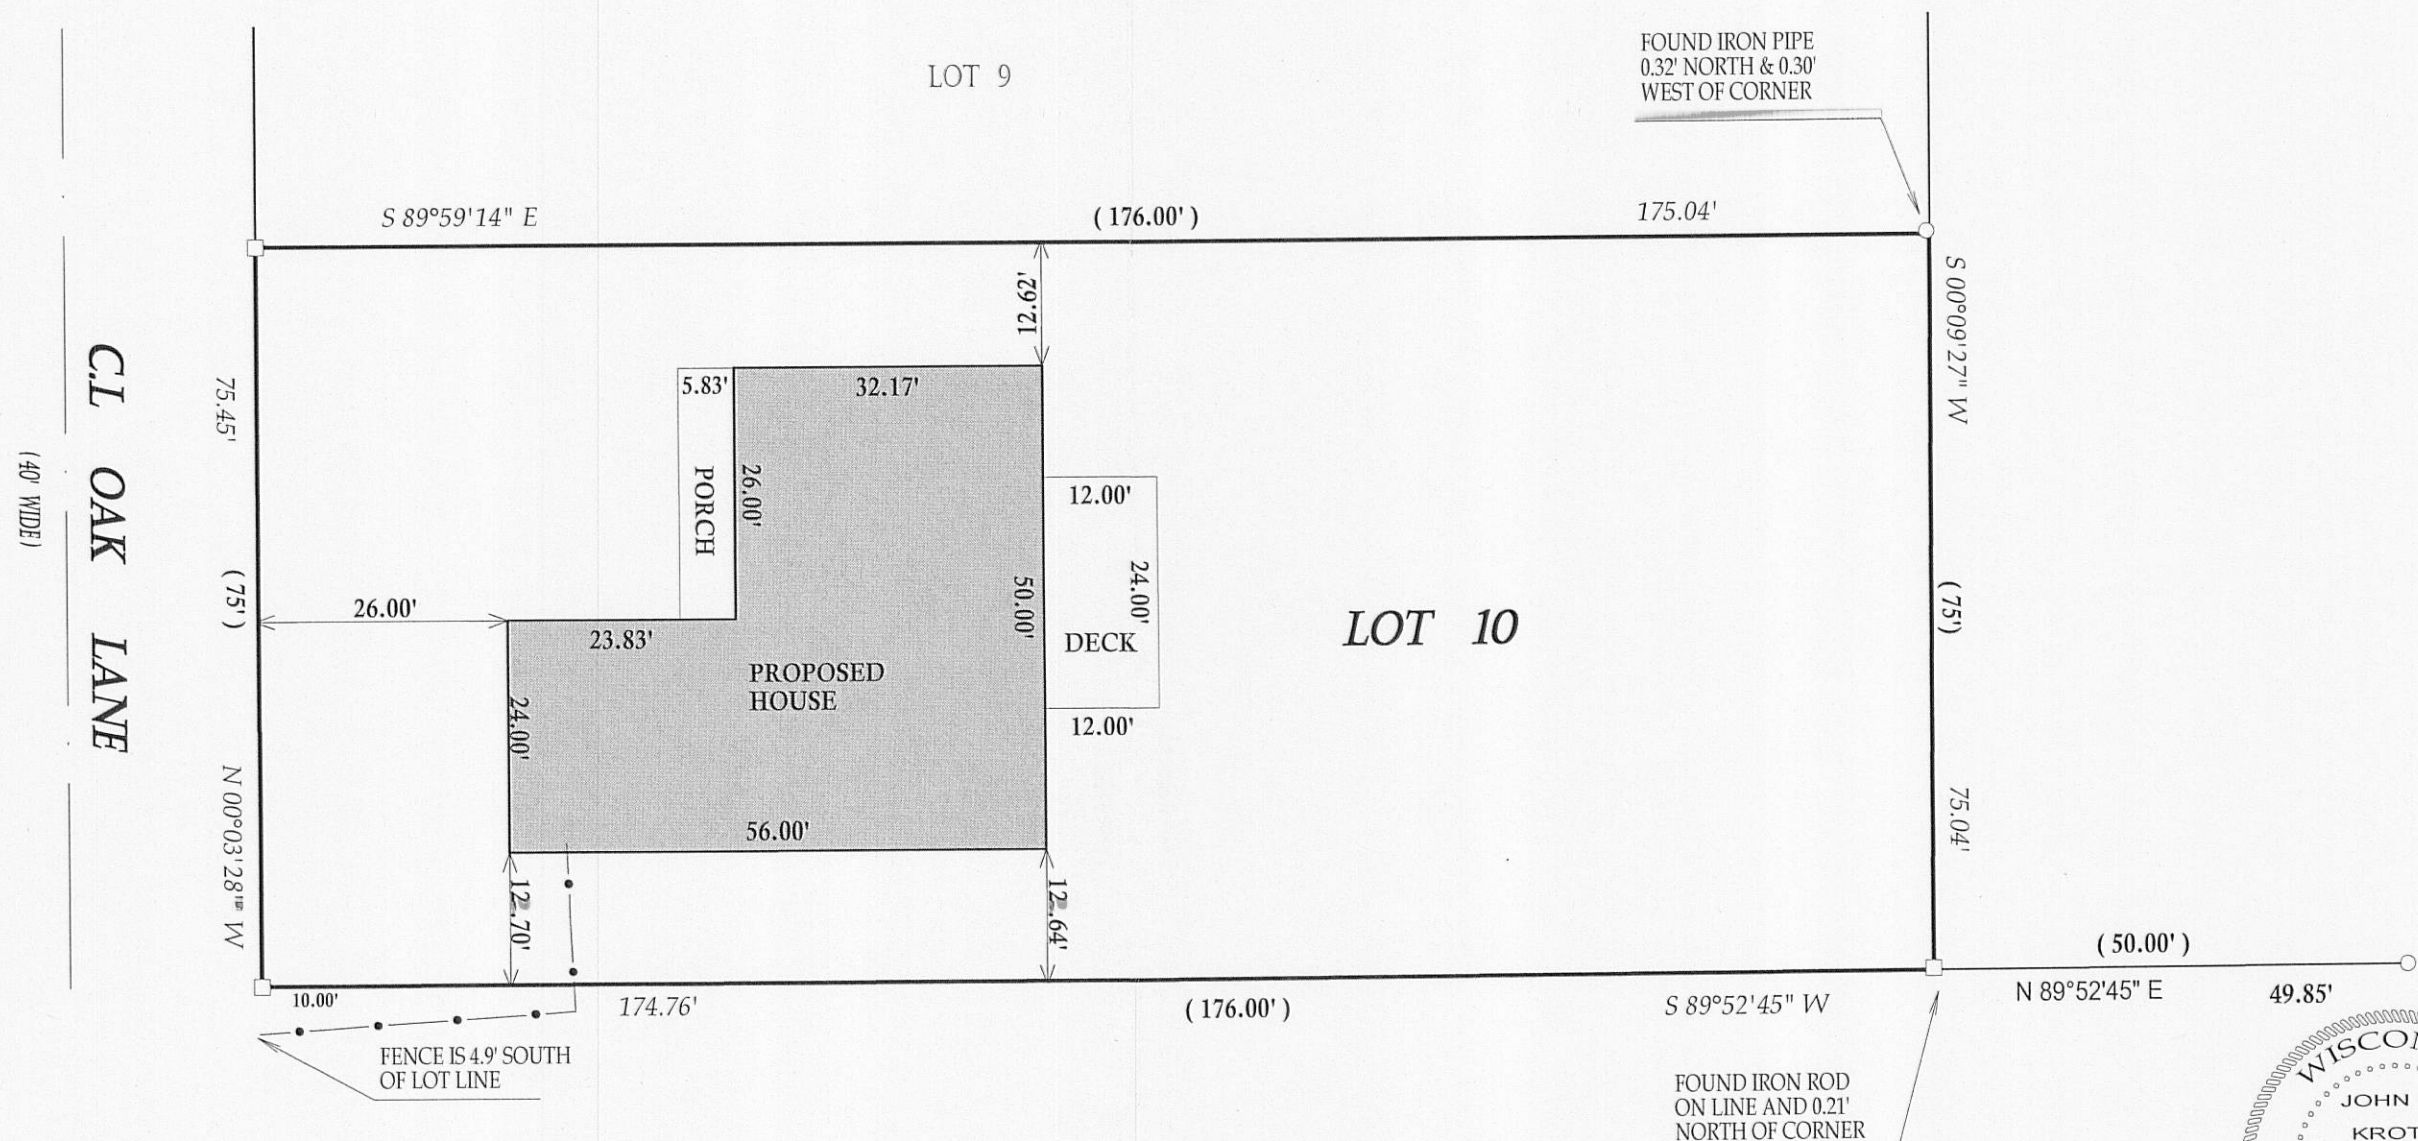 LOT 9
FOUND IRON PIPE
0.32' NORTH & 0.30'
WEST OF CORNER
S 89°59'14" E
( 176.00' )
175.04'
12.62'
5.83'
32.17'
PORCH
26.00'
12.00'
24.00'
DECK
12.00'
50.00'
C.L OAK LANE
( 40' WIDE )
75.45'
( 75' )
N 00°03'28" W
26.00'
23.83'
PROPOSED
HOUSE
24.00'
56.00'
LOT 10
S 00°09'27" W
( 75' )
75.04'
12.70'
12.64'
10.00'
174.76'
( 176.00' )
S 89°52'45" W
( 50.00' )
N 89°52'45" E
49.85'
FENCE IS 4.9' SOUTH
OF LOT LINE
FOUND IRON ROD
ON LINE AND 0.21'
NORTH OF CORNER
WISCON
JOHN
KROT